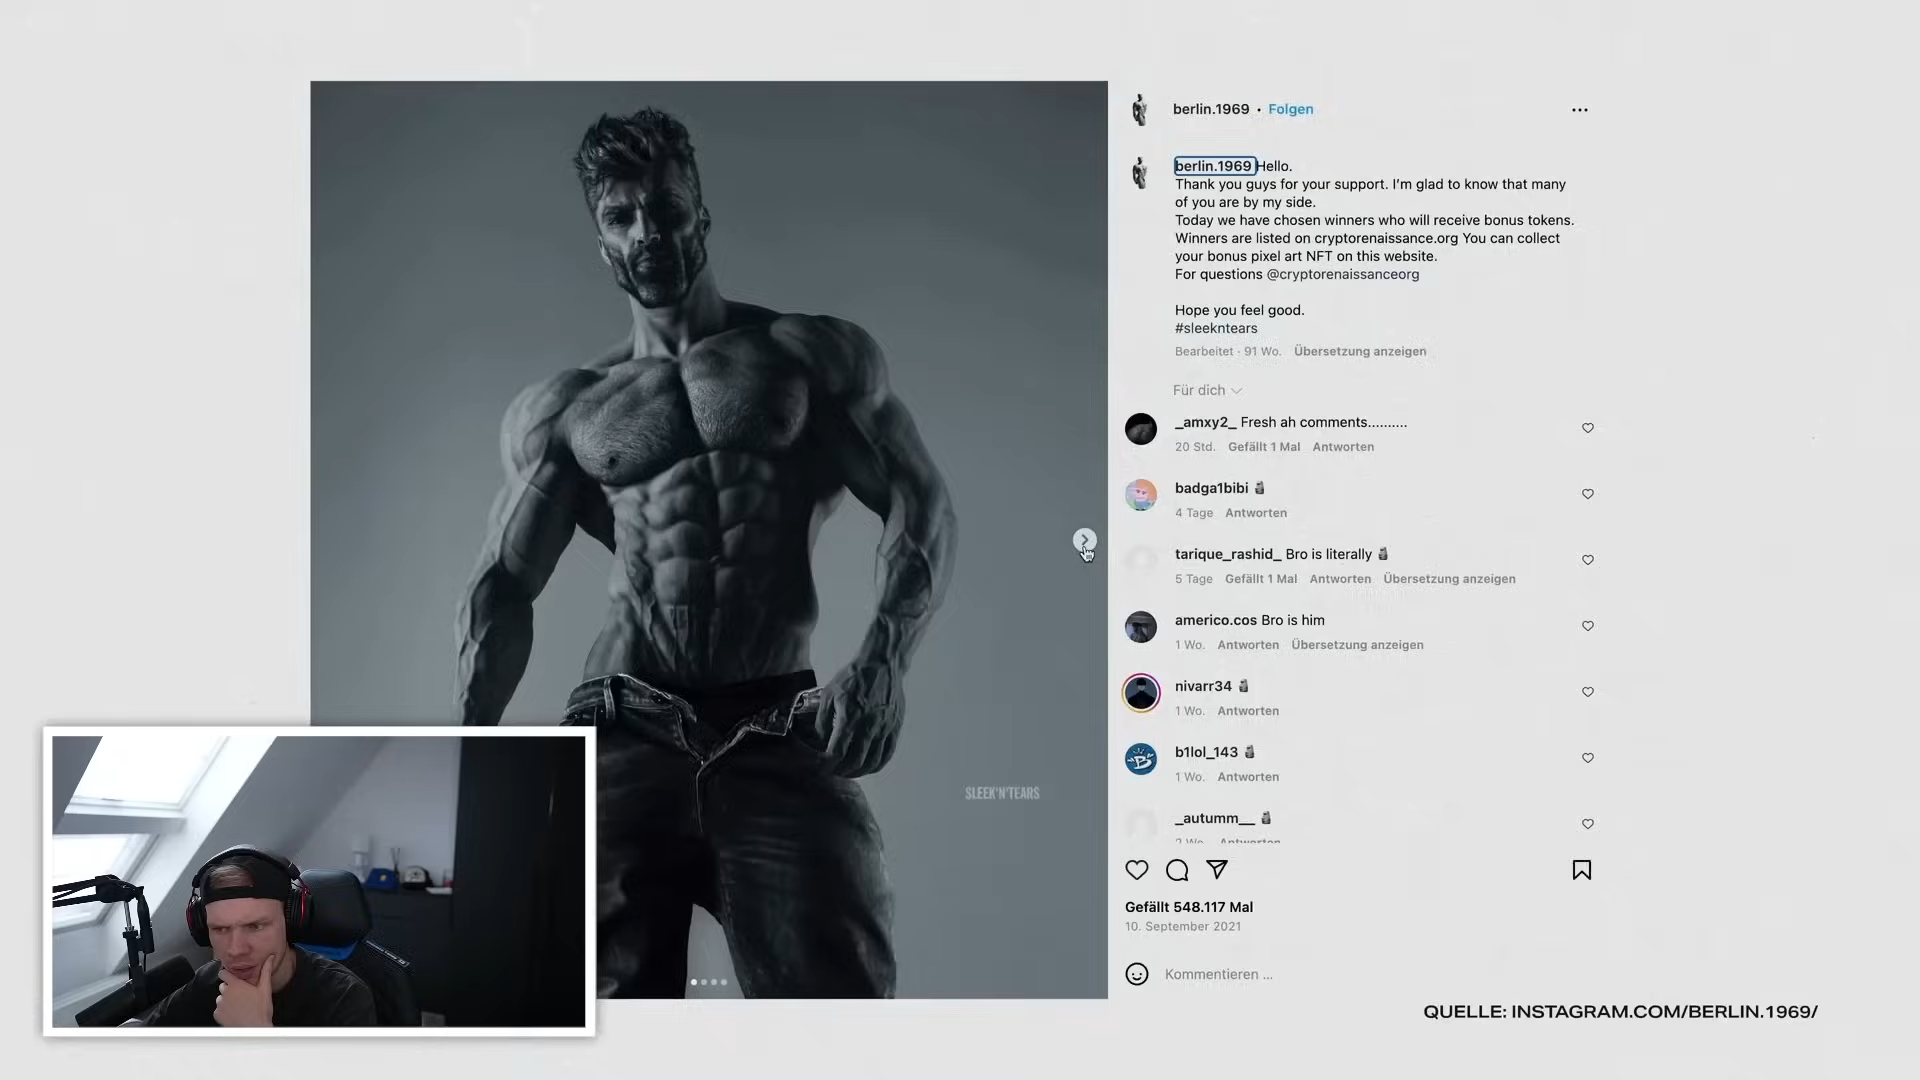 berlin.1969 • Folgen
berlin.1969 Hello.
Thank you guys for your support. I'm glad to know that many
of you are by my side.
Today we have chosen winners who will receive bonus tokens.
Winners are listed on cryptorenaissance.org You can collect
your bonus pixel art NFT on this website.
For questions @cryptorenaissanceorg
Hope you feel good.
#sleekntears
Bearbeitet · 91 Wo. Übersetzung anzeigen
Für dich
_amxy2_ Fresh ah comments..........
20 Std. Gefällt 1 Mal Antworten
badga1bibi 🗿
4 Tage Antworten
tarique_rashid_ Bro is literally 🗿
5 Tage Gefällt 1 Mal Antworten Übersetzung anzeigen
americo.cos Bro is him
1 Wo. Antworten Übersetzung anzeigen
nivarr34 🗿
1 Wo. Antworten
b1lol_143 🗿
1 Wo. Antworten
_autumm__ 🗿
2 Wo. Antworten
Gefällt 548.117 Mal
10. September 2021
Kommentieren ...
SLEEK'N'TEARS
QUELLE: INSTAGRAM.COM/BERLIN.1969/